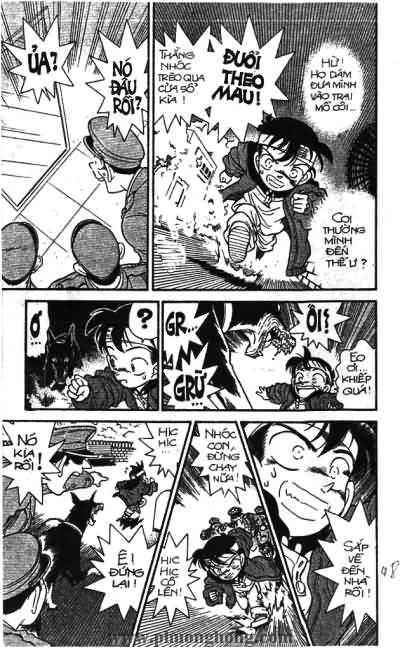 HỪ!
HỌ DÁM
ĐƯA MÌNH
VÀO TRẠI
MỒ CÔI...
ĐUỔI
THEO
MAU!
THẰNG
NHÓC
TRÈO QUA
CỬA SỔ
KÌA!
COI
THƯỜNG
MÌNH
ĐẾN
THẾ Ư?
NÓ
ĐÂU
RỒI?
ỦA?
ỐI!
EO
ƠI...
KHIẾP
QUÁ!
GR...
GRỪ
...
?
Ơ...
SẮP
VỀ
ĐẾN
NHÀ
RỒI!
NHÓC
CON,
ĐỪNG
CHẠY
NỮA!
HIC
HIC
CỐ
LÊN!
HIC
HIC...
NÓ
KÌA
RỒI!
Ê!
ĐỨNG
LẠI!
48
www.phuonghong.com